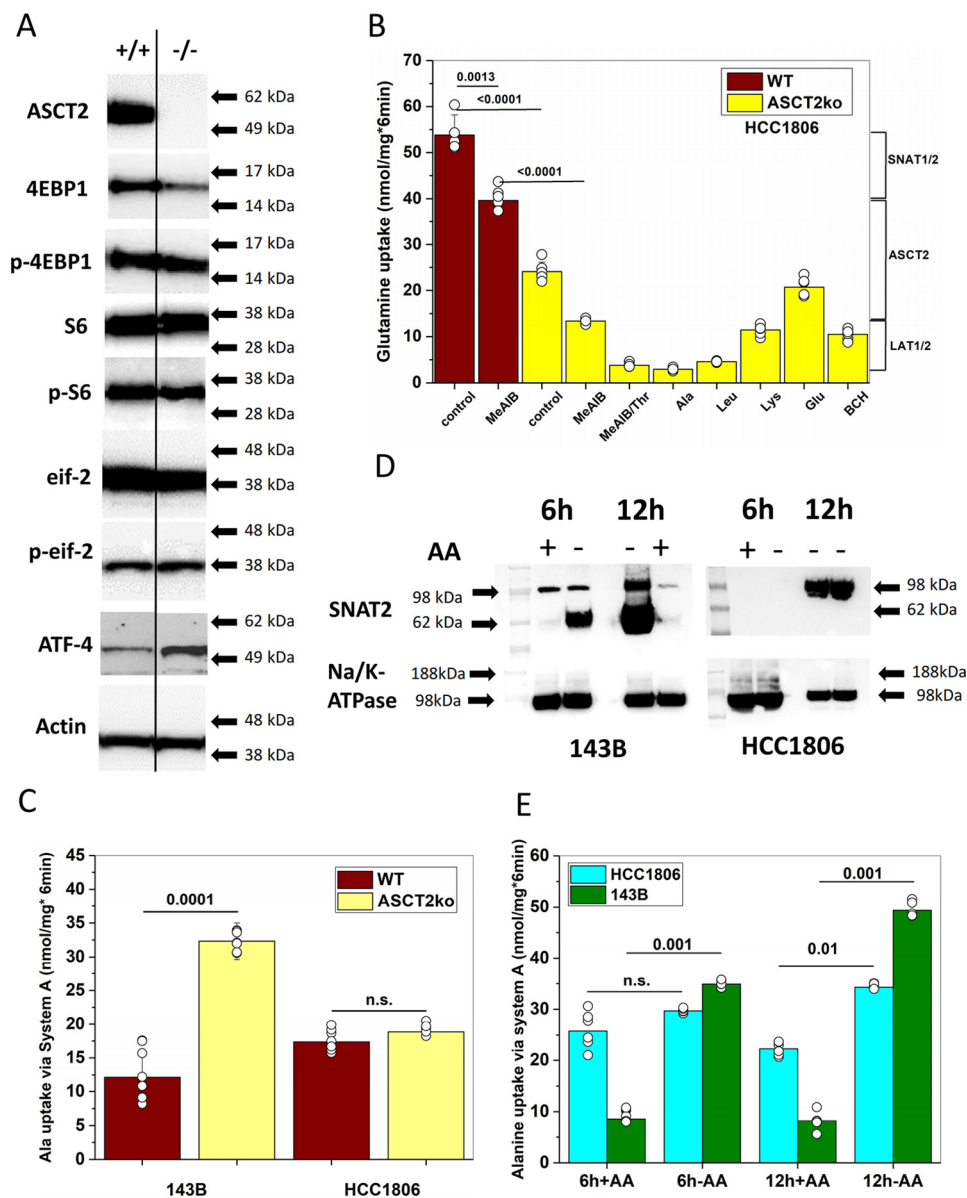 A
+/+ -/-
ASCT2
62 kDa
49 kDa
4EBP1
17 kDa
14 kDa
p-4EBP1
17 kDa
14 kDa
S6
38 kDa
28 kDa
p-S6
38 kDa
28 kDa
eif-2
48 kDa
38 kDa
p-eif-2
48 kDa
38 kDa
ATF-4
62 kDa
49 kDa
Actin
48 kDa
38 kDa
B
Glutamine uptake (nmol/mg*6min)
70
60
50
40
30
20
10
0
0.0013
<0.0001
<0.0001
WT
ASCT2ko
HCC1806
SNAT1/2
ASCT2
LAT1/2
control
MeAIB
control
MeAIB
MeAIB/Thr
Ala
Leu
Lys
Glu
BCH
D
6h 12h 6h 12h
AA + - - + + - - -
SNAT2
98 kDa
62 kDa
98 kDa
62 kDa
Na/K-
ATPase
188kDa
98kDa
188kDa
98kDa
143B HCC1806
C
Ala uptake via System A (nmol/mg* 6min)
45
40
35
30
25
20
15
10
5
0
0.0001
n.s.
WT
ASCT2ko
143B HCC1806
E
Alanine uptake via system A (nmol/mg*6min)
60
50
40
30
20
10
0
HCC1806
143B
n.s.
0.001
0.01
0.001
6h+AA 6h-AA 12h+AA 12h-AA